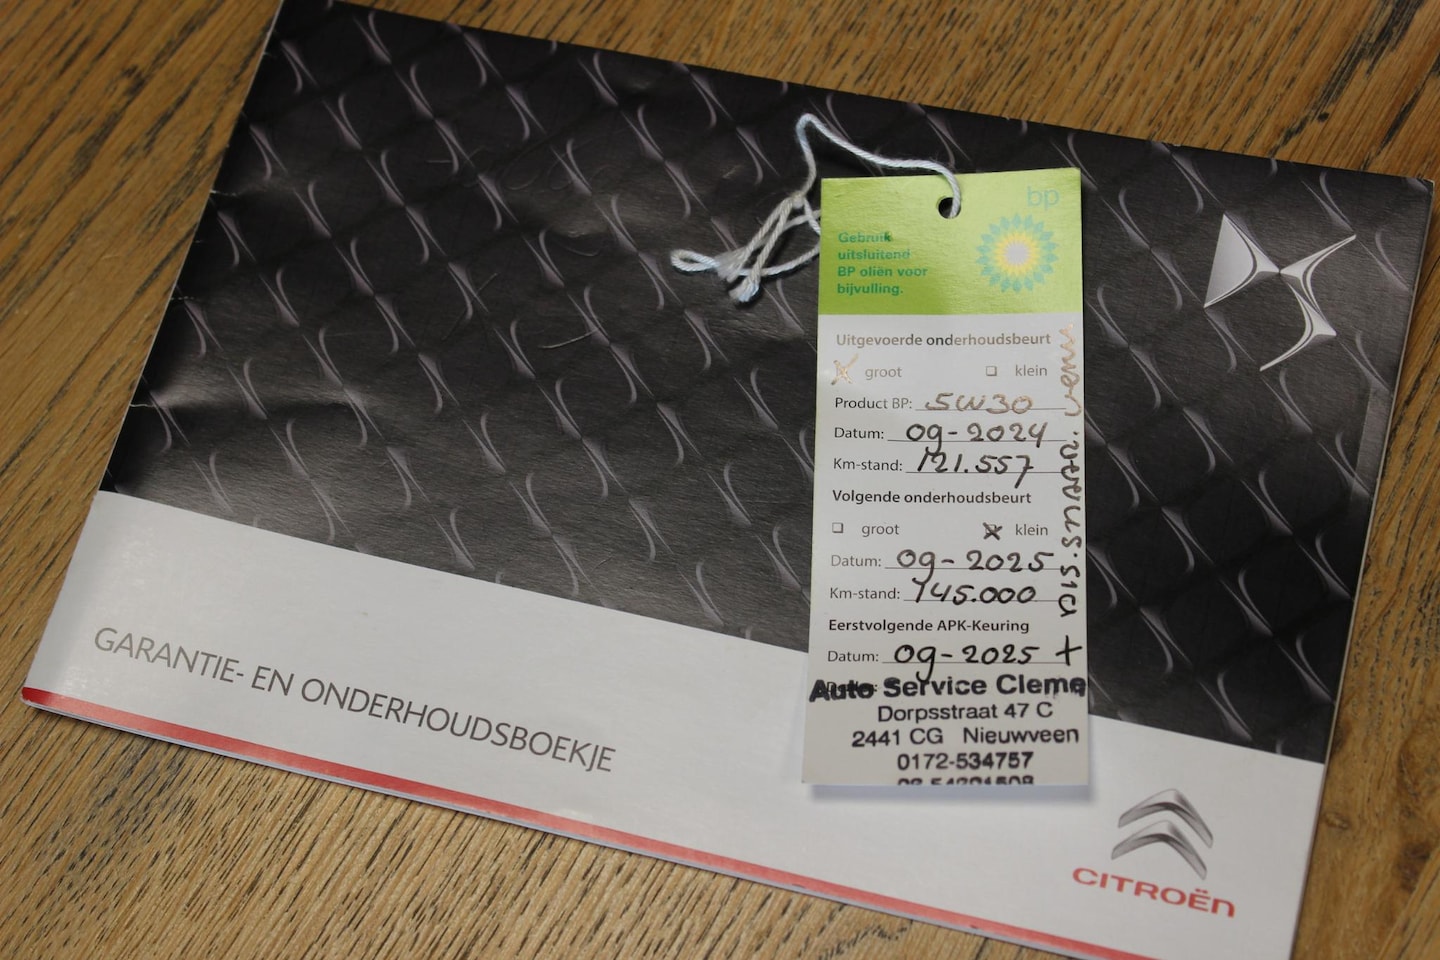 bp
Gebruik
uitsluitend
BP oliën voor
bijvulling.
Uitgevoerde onderhoudsbeurt
groot klein
Product BP: 5W30
Datum: 09-2024
Km-stand: 121.557
Volgende onderhoudsbeurt
groot klein
Datum: 09-2025
Km-stand: 145.000
Eerstvolgende APK-Keuring
Datum: 09-2025 +
Auto Service Cleme
Dorpsstraat 47 C
2441 CG Nieuwveen
0172-534757
GARANTIE- EN ONDERHOUDSBOEKJE
CITROËN